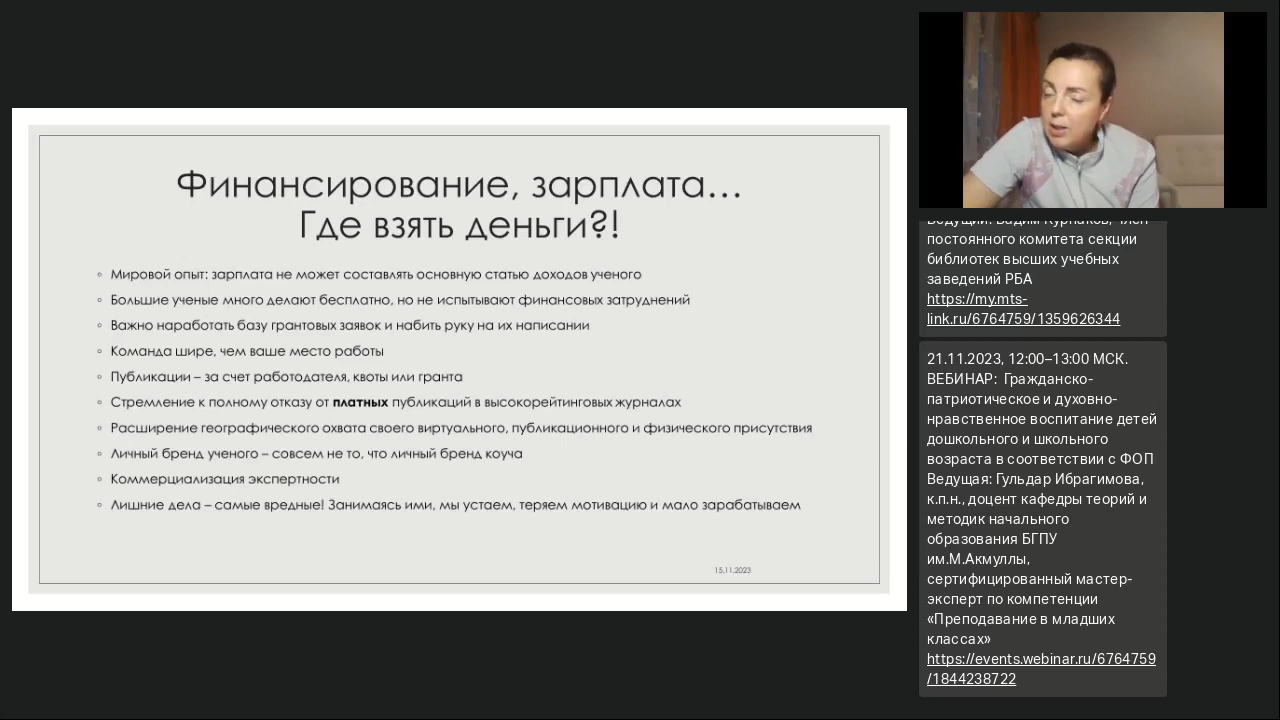 Финансирование, зарплата...
Где взять деньги?!
Мировой опыт: зарплата не может составлять основную статью доходов ученого
Большие ученые много делают бесплатно, но не испытывают финансовых затруднений
Важно наработать базу грантовых заявок и набить руку на их написании
Команда шире, чем ваше место работы
Публикации – за счет работодателя, квоты или гранта
Стремление к полному отказу от платных публикаций в высокорейтинговых журналах
Расширение географического охвата своего виртуального, публикационного и физического присутствия
Личный бренд ученого – совсем не то, что личный бренд коуча
Коммерциализация экспертности
Лишние дела – самые вредные! Занимаясь ими, мы устаем, теряем мотивацию и мало зарабатываем
15.11.2023
Ведущий: Вадим Курпаков, член
постоянного комитета секции
библиотек высших учебных
заведений РБА
https://my.mts-
link.ru/6764759/1359626344
21.11.2023, 12:00–13:00 МСК.
ВЕБИНАР: Гражданско-
патриотическое и духовно-
нравственное воспитание детей
дошкольного и школьного
возраста в соответствии с ФОП
Ведущая: Гульдар Ибрагимова,
к.п.н., доцент кафедры теорий и
методик начального
образования БГПУ
им.М.Акмуллы,
сертифицированный мастер-
эксперт по компетенции
«Преподавание в младших
классах»
https://events.webinar.ru/6764759
/1844238722